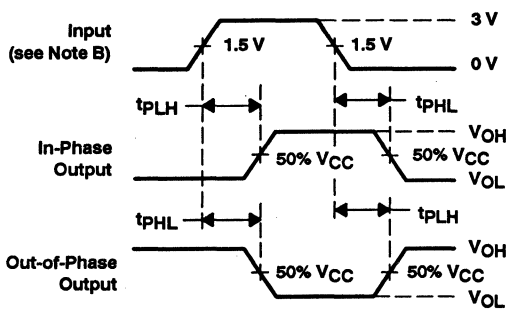 Input
(see Note B)
1.5 V
1.5 V
3 V
0 V
tPLH
tPHL
In-Phase
Output
50% VCC
50% VCC
VOH
VOL
tPHL
tPLH
Out-of-Phase
Output
50% VCC
50% VCC
VOH
VOL